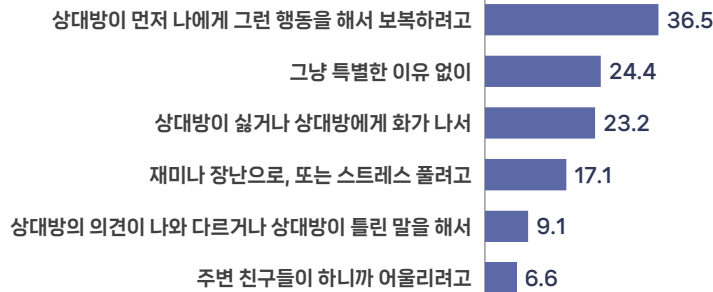 상대방이 먼저 나에게 그런 행동을 해서 보복하려고 36.5
그냥 특별한 이유 없이 24.4
상대방이 싫거나 상대방에게 화가 나서 23.2
재미나 장난으로, 또는 스트레스 풀려고 17.1
상대방의 의견이 나와 다르거나 상대방이 틀린 말을 해서 9.1
주변 친구들이 하니까 어울리려고 6.6